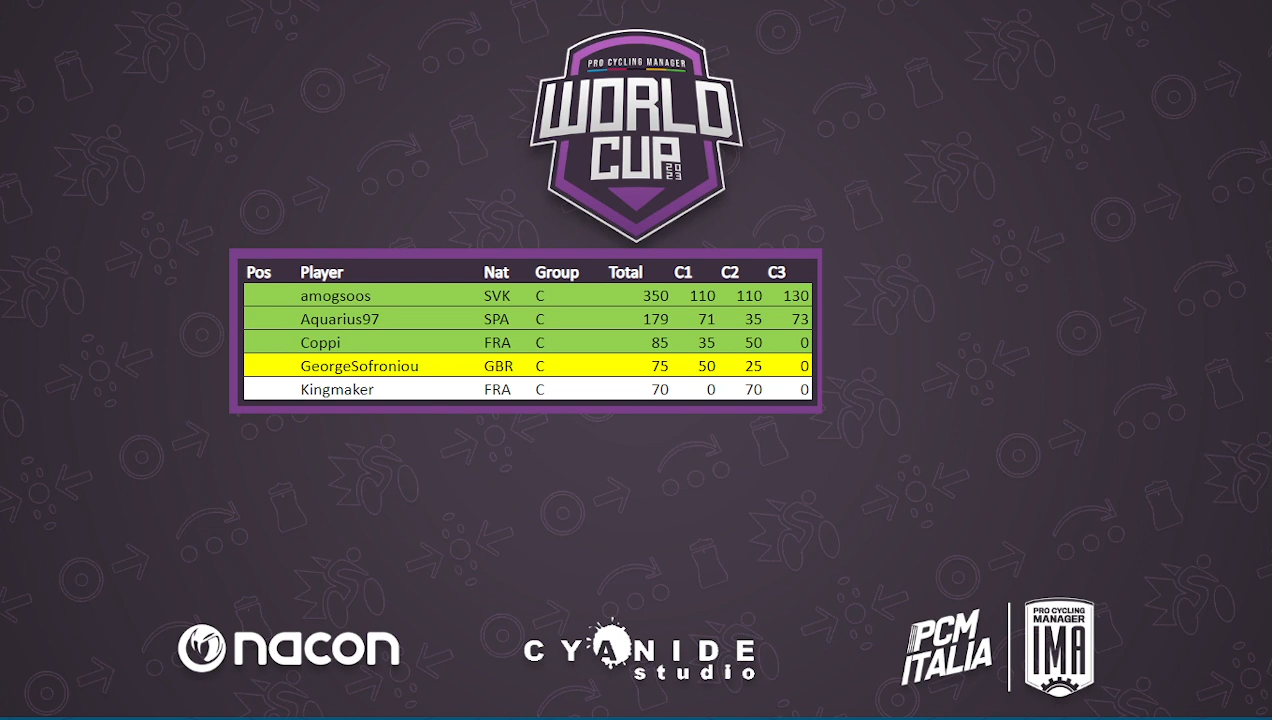 PRO CYCLING MANAGER
WORLD
CUP
20
23
Pos Player Nat Group Total C1 C2 C3
amogsoos SVK C 350 110 110 130
Aquarius97 SPA C 179 71 35 73
Coppi FRA C 85 35 50 0
GeorgeSofroniou GBR C 75 50 25 0
Kingmaker FRA C 70 0 70 0
nacon
CYANIDE
studio
PCM
ITALIA
PRO CYCLING
MANAGER
IMA